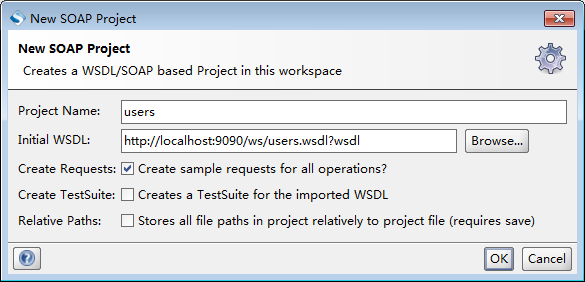 New SOAP Project
New SOAP Project
Creates a WSDL/SOAP based Project in this workspace
Project Name: users
Initial WSDL: http://localhost:9090/ws/users.wsdl?wsdl Browse...
Create Requests: Create sample requests for all operations?
Create TestSuite: Creates a TestSuite for the imported WSDL
Relative Paths: Stores all file paths in project relatively to project file (requires save)
OK Cancel